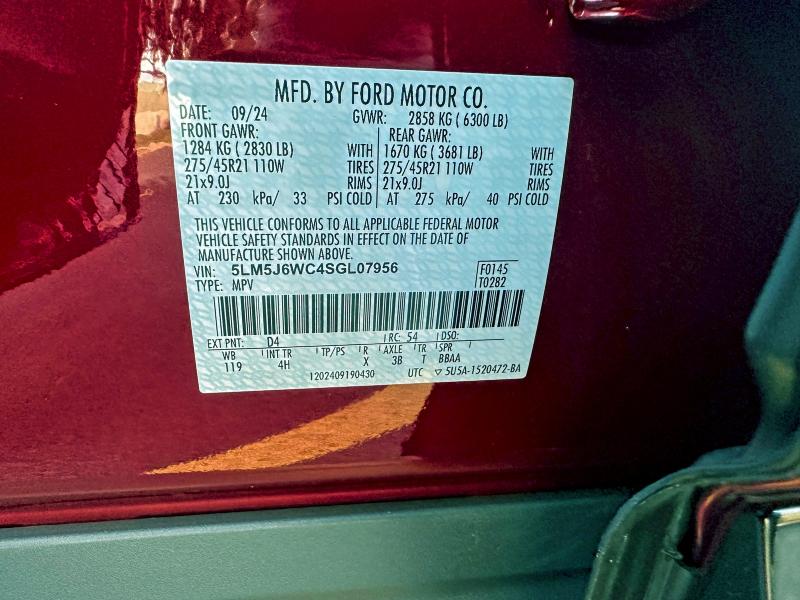 MFD. BY FORD MOTOR CO.
DATE: 09/24 GVWR: 2858 KG ( 6300 LB)
FRONT GAWR: REAR GAWR:
1284 KG ( 2830 LB) WITH 1670 KG ( 3681 LB) WITH
275/45R21 110W TIRES 275/45R21 110W TIRES
21x9.0J RIMS 21x9.0J RIMS
AT 230 kPa/ 33 PSI COLD AT 275 kPa/ 40 PSI COLD
THIS VEHICLE CONFORMS TO ALL APPLICABLE FEDERAL MOTOR
VEHICLE SAFETY STANDARDS IN EFFECT ON THE DATE OF
MANUFACTURE SHOWN ABOVE.
VIN: 5LM5J6WC4SGL07956 F0145
TYPE: MPV T0282
EXT PNT: D4 RC: 54 DSO:
WB INT TR TP/PS R AXLE TR SPR
119 4H X 3B T BBAA
1202409190430 UTC ▽ 5U5A-1520472-BA